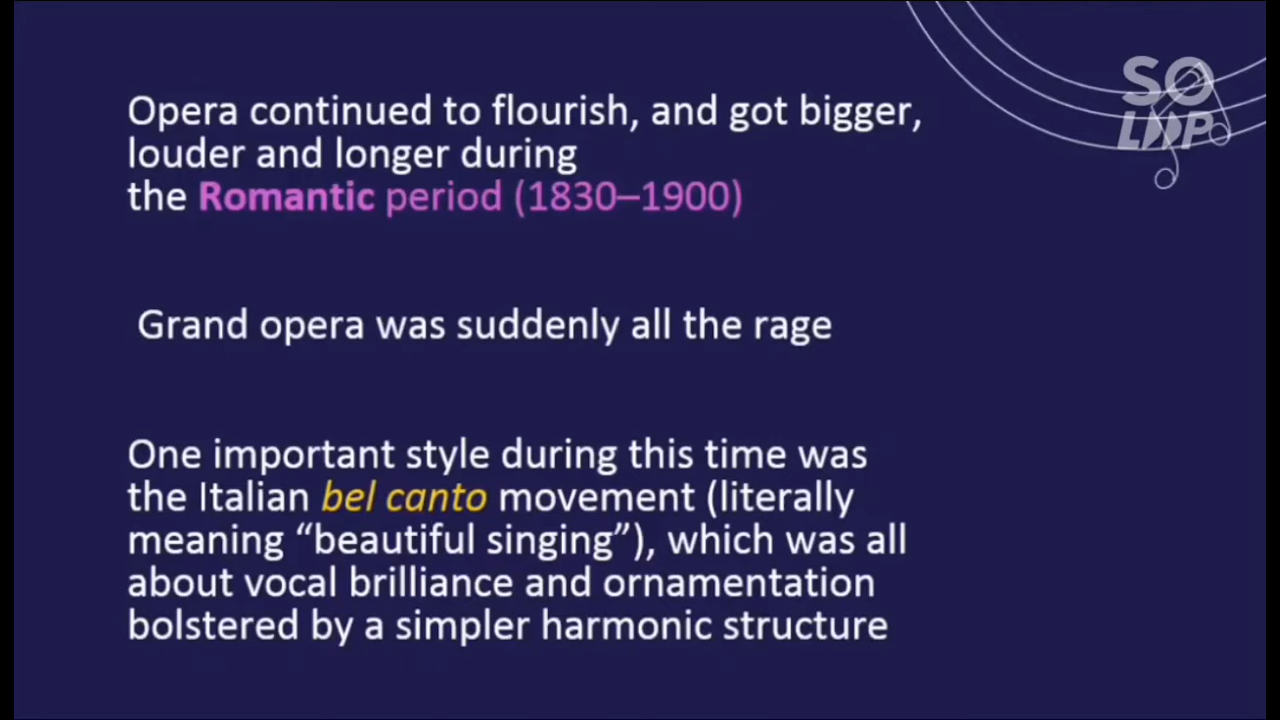 SO
LAAP
Opera continued to flourish, and got bigger,
louder and longer during
the Romantic period (1830–1900)
Grand opera was suddenly all the rage
One important style during this time was
the Italian bel canto movement (literally
meaning “beautiful singing”), which was all
about vocal brilliance and ornamentation
bolstered by a simpler harmonic structure